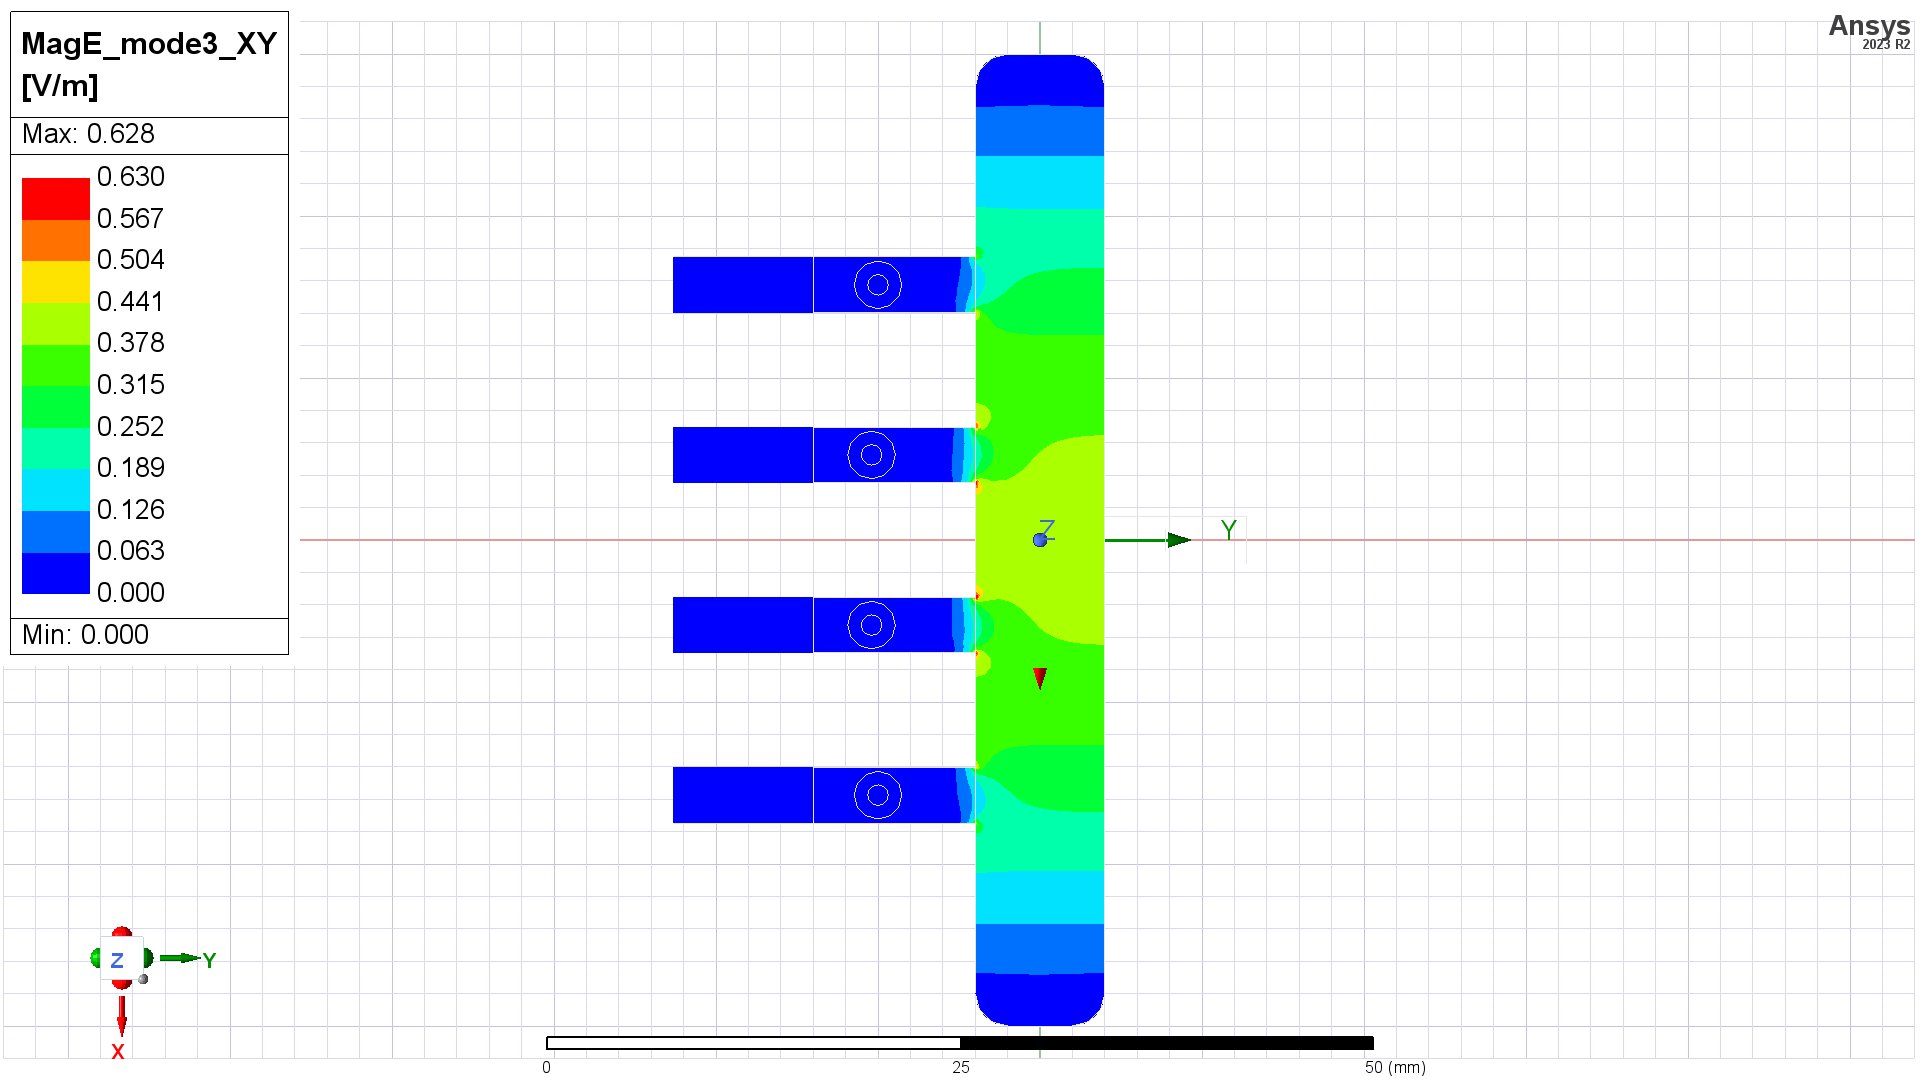 MagE_mode3_XY
[V/m]
Max: 0.628
0.630
0.567
0.504
0.441
0.378
0.315
0.252
0.189
0.126
0.063
0.000
Min: 0.000
Ansys
2023 R2
Z
Y
Z
Y
X
0
25
50 (mm)